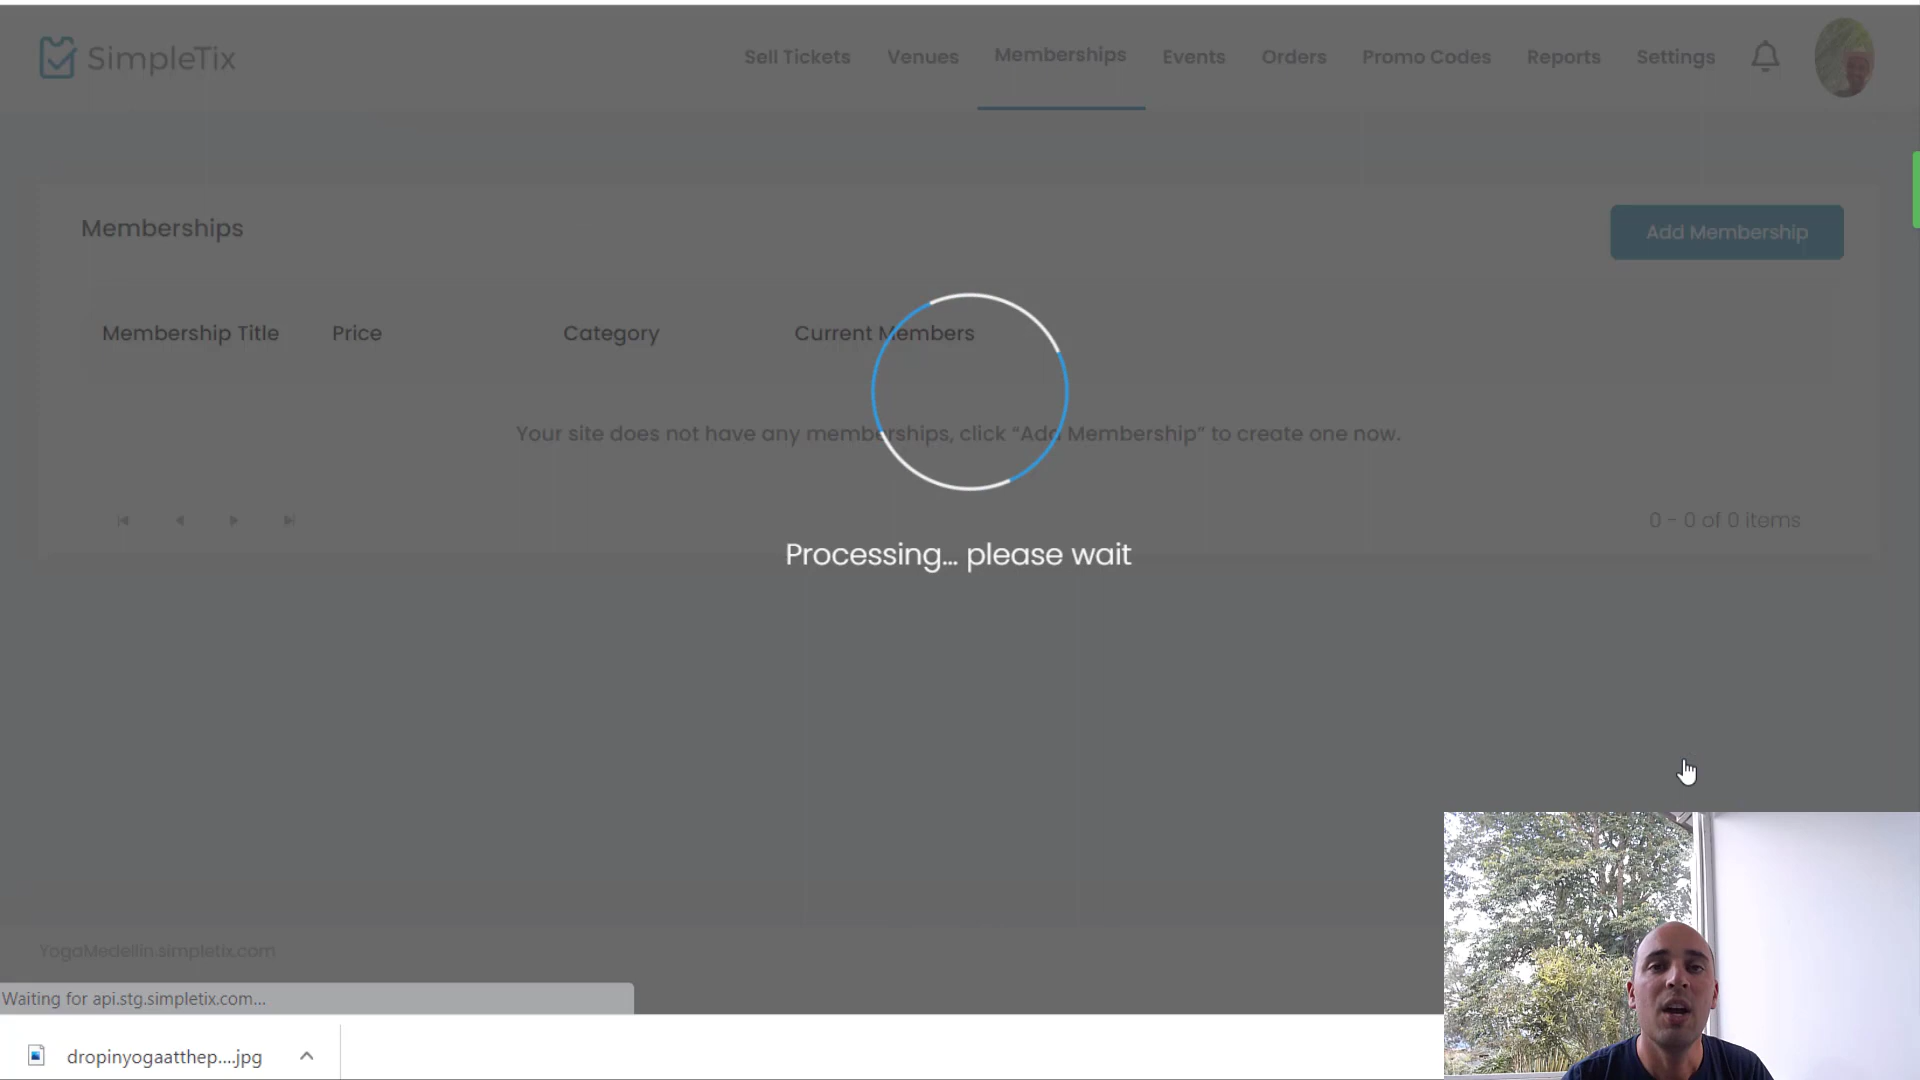 SimpleTix
Sell Tickets Venues Memberships Events Orders Promo Codes Reports Settings
Memberships
Add Membership
Membership Title Price Category Current Members
Your site does not have any memberships, click “Add Membership” to create one now.
0 - 0 of 0 items
Processing... please wait
YogaMedellin.simpletix.com
Waiting for api.stg.simpletix.com...
dropinyogaatthep....jpg